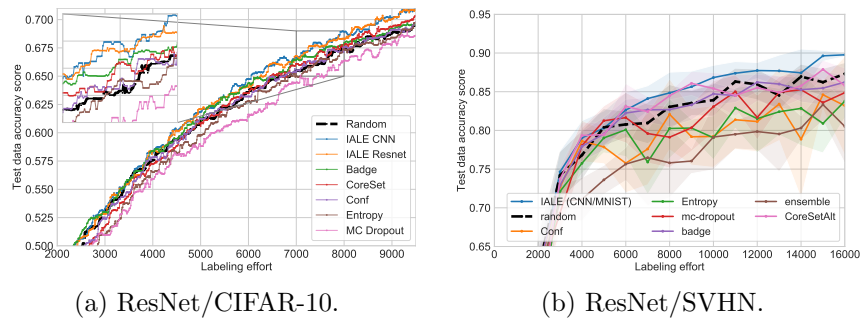 0.700
0.675
0.650
0.625
0.600
0.575
0.550
0.525
0.500
Test data accuracy score
Random
IALE CNN
IALE Resnet
Badge
CoreSet
Conf
Entropy
MC Dropout
2000 3000 4000 5000 6000 7000 8000 9000
Labeling effort
(a) ResNet/CIFAR-10.
0.95
0.90
0.85
0.80
0.75
0.70
0.65
Test data accuracy score
IALE (CNN/MNIST)
random
Conf
Entropy
mc-dropout
badge
ensemble
CoreSetAlt
0 2000 4000 6000 8000 10000 12000 14000 16000
Labeling effort
(b) ResNet/SVHN.